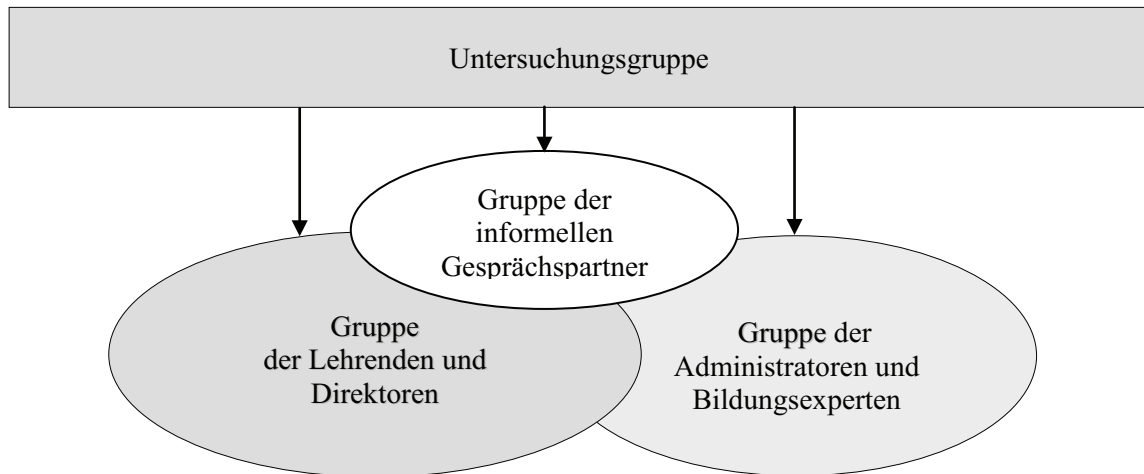 Untersuchungsgruppe
Gruppe der
informellen
Gesprächspartner
Gruppe
der Lehrenden und
Direktoren
Gruppe der
Administratoren und
Bildungsexperten